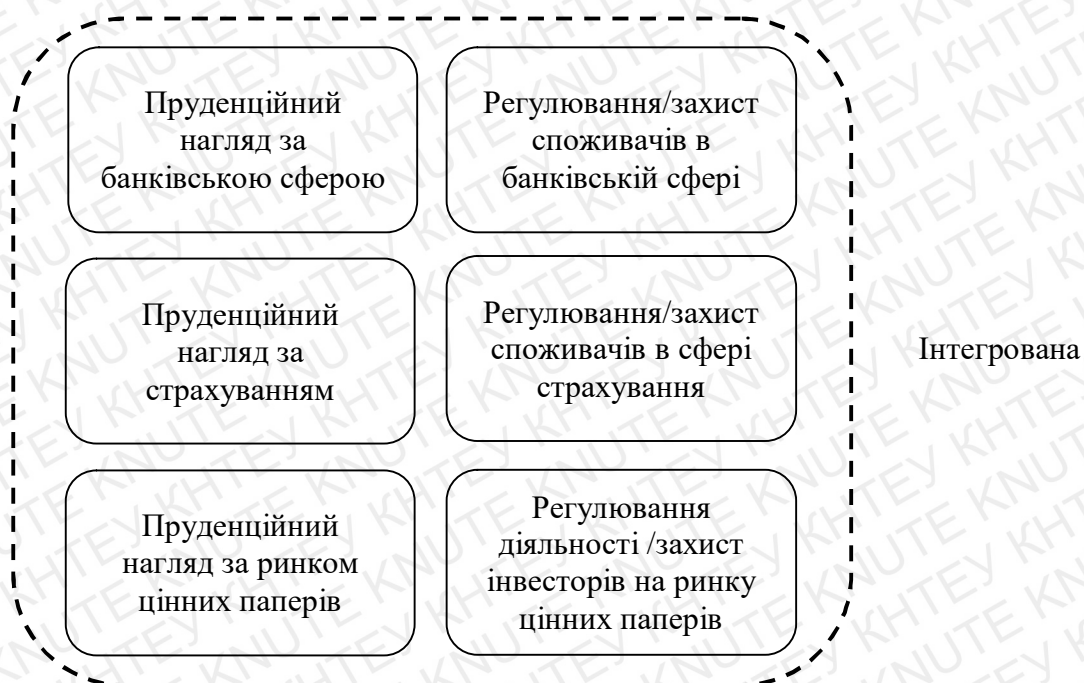 Пруденційний
нагляд за
банківською сферою
Регулювання/захист
споживачів в
банківській сфері
Пруденційний
нагляд за
страхуванням
Регулювання/захист
споживачів в сфері
страхування
Інтегрована
Пруденційний
нагляд за ринком
цінних паперів
Регулювання
діяльності /захист
інвесторів на ринку
цінних паперів